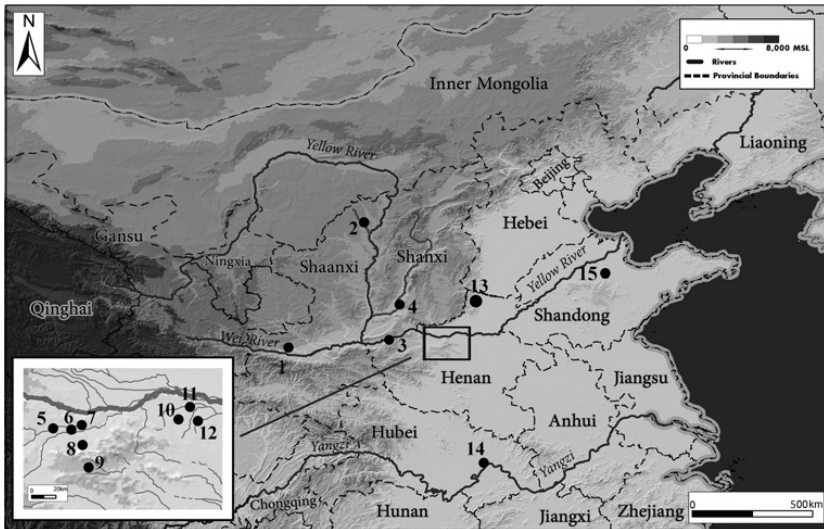 N
0
8,000 MSL
Rivers
Provincial Boundaries
Inner Mongolia
Liaoning
Yellow River
Beijing
Hebei
Gansu
2
Ningxia
Shaanxi
Shanxi
Yellow River
15
13
Qinghai
4
Shandong
Wei River
3
1
Henan
Jiangsu
11
10
5
6
7
12
8
9
Anhui
Hubei
Yangzi
14
Yangzi
0
20km
Chongqing
Hunan
Jiangxi
Zhejiang
0
500km